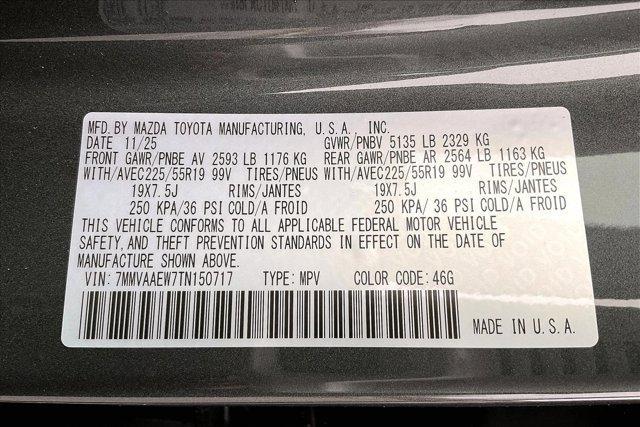 MFD. BY MAZDA TOYOTA MANUFACTURING, U.S.A., INC.
DATE 11/25 GVWR/PNBV 5135 LB 2329 KG
FRONT GAWR/PNBE AV 2593 LB 1176 KG REAR GAWR/PNBE AR 2564 LB 1163 KG
WITH/AVEC225/55R19 99V TIRES/PNEUS WITH/AVEC225/55R19 99V TIRES/PNEUS
19X7.5J RIMS/JANTES 19X7.5J RIMS/JANTES
250 KPA/36 PSI COLD/A FROID 250 KPA/36 PSI COLD/A FROID
THIS VEHICLE CONFORMS TO ALL APPLICABLE FEDERAL MOTOR VEHICLE
SAFETY, AND THEFT PREVENTION STANDARDS IN EFFECT ON THE DATE OF
MANUFACTURE SHOWN ABOVE.
VIN: 7MMVAAEW7TN150717 TYPE: MPV COLOR CODE: 46G
MADE IN U.S.A.